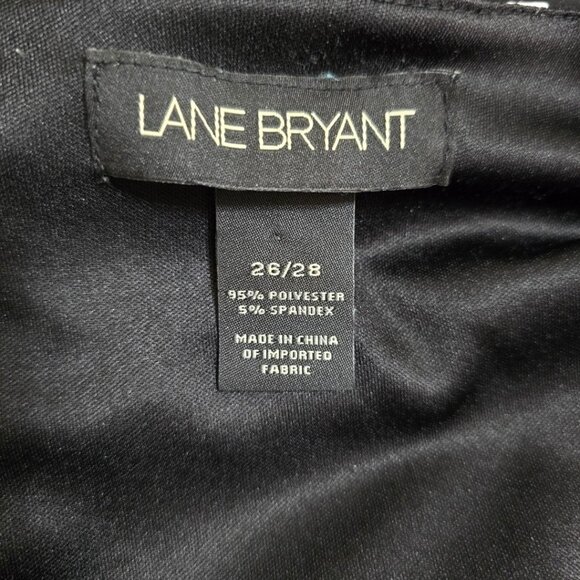 LANE BRYANT
26/28
95% POLYESTER
5% SPANDEX
MADE IN CHINA
OF IMPORTED
FABRIC